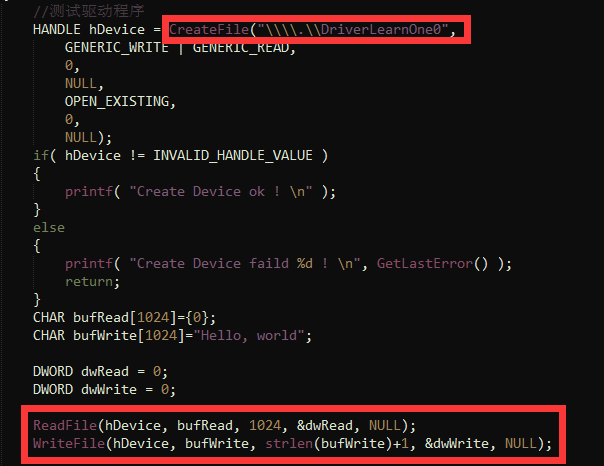 //测试驱动程序
HANDLE hDevice = CreateFile("\\\\.\\DriverLearnOne0",
GENERIC_WRITE | GENERIC_READ,
0,
NULL,
OPEN_EXISTING,
0,
NULL);
if( hDevice != INVALID_HANDLE_VALUE )
{
printf( "Create Device ok ! \n" );
}
else
{
printf( "Create Device faild %d ! \n", GetLastError() );
return;
}
CHAR bufRead[1024]={0};
CHAR bufWrite[1024]="Hello, world";
DWORD dwRead = 0;
DWORD dwWrite = 0;
ReadFile(hDevice, bufRead, 1024, &dwRead, NULL);
WriteFile(hDevice, bufWrite, strlen(bufWrite)+1, &dwWrite, NULL);